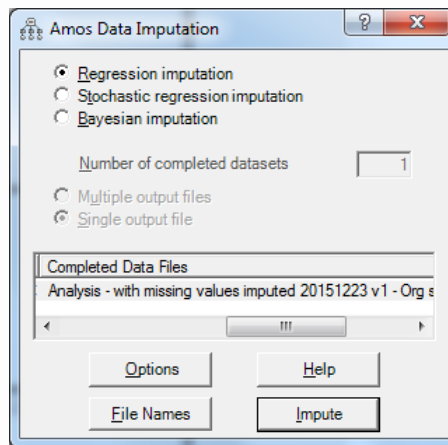 Amos Data Imputation
Regression imputation
Stochastic regression imputation
Bayesian imputation
Number of completed datasets 1
Multiple output files
Single output file
Completed Data Files
Analysis - with missing values imputed 20151223 v1 - Org s
Options Help
File Names Impute